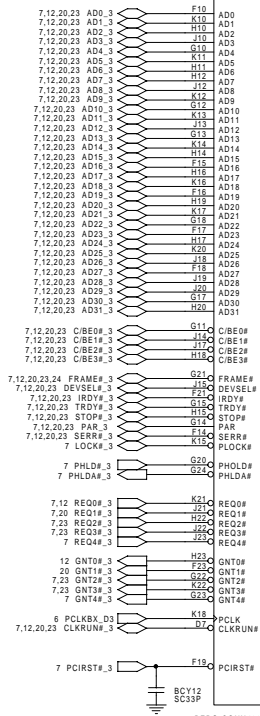 7,12,20,23 AD0_3 F10 AD0
7,12,20,23 AD1_3 K10 AD1
7,12,20,23 AD2_3 H10 AD2
7,12,20,23 AD3_3 J10 AD3
7,12,20,23 AD4_3 G10 AD4
7,12,20,23 AD5_3 K11 AD5
7,12,20,23 AD6_3 H11 AD6
7,12,20,23 AD7_3 H12 AD7
7,12,20,23 AD8_3 J12 AD8
7,12,20,23 AD9_3 K12 AD9
7,12,20,23 AD10_3 G12 AD10
7,12,20,23 AD11_3 K13 AD11
7,12,20,23 AD12_3 J13 AD12
7,12,20,23 AD13_3 G13 AD13
7,12,20,23 AD14_3 K14 AD14
7,12,20,23 AD15_3 H14 AD15
7,12,20,23 AD16_3 F15 AD16
7,12,20,23 AD17_3 H16 AD17
7,12,20,23 AD18_3 K16 AD18
7,12,20,23 AD19_3 F16 AD19
7,12,20,23 AD20_3 H19 AD20
7,12,20,23 AD21_3 K17 AD21
7,12,20,23 AD22_3 G18 AD22
7,12,20,23 AD23_3 F17 AD23
7,12,20,23 AD24_3 H17 AD24
7,12,20,23 AD25_3 K20 AD25
7,12,20,23 AD26_3 J18 AD26
7,12,20,23 AD27_3 F18 AD27
7,12,20,23 AD28_3 J19 AD28
7,12,20,23 AD29_3 J20 AD29
7,12,20,23 AD30_3 G17 AD30
7,12,20,23 AD31_3 H20 AD31
7,12,20,23 C/BE0#_3 G11 C/BE0#
7,12,20,23 C/BE1#_3 J14 C/BE1#
7,12,20,23 C/BE2#_3 J17 C/BE2#
7,12,20,23 C/BE3#_3 H18 C/BE3#
7,12,20,23,24 FRAME#_3 G21 FRAME#
7,12,20,23 DEVSEL#_3 J15 DEVSEL#
7,12,20,23 IRDY#_3 F21 IRDY#
7,12,20,23 TRDY#_3 G15 TRDY#
7,12,20,23 STOP#_3 H15 STOP#
7,12,20,23 PAR_3 G14 PAR
7,12,20,23 SERR#_3 F14 SERR#
7 LOCK#_3 K15 PLOCK#
7 PHLD#_3 G20 PHOLD#
7 PHLDA#_3 G24 PHLDA#
7,12 REQ0#_3 K21 REQ0#
7,20 REQ1#_3 J21 REQ1#
7,23 REQ2#_3 H22 REQ2#
7,23 REQ3#_3 J22 REQ3#
7 REQ4#_3 J23 REQ4#
12 GNT0#_3 H23 GNT0#
20 GNT1#_3 F23 GNT1#
7,23 GNT2#_3 G22 GNT2#
7,23 GNT3#_3 K22 GNT3#
7 GNT4#_3 G23 GNT4#
6 PCLKBX_D3 K18 PCLK
7,12,20,23 CLKRUN#_3 D7 CLKRUN#
7 PCIRST#_3 F19 PCIRST#
BCY12
SC33P